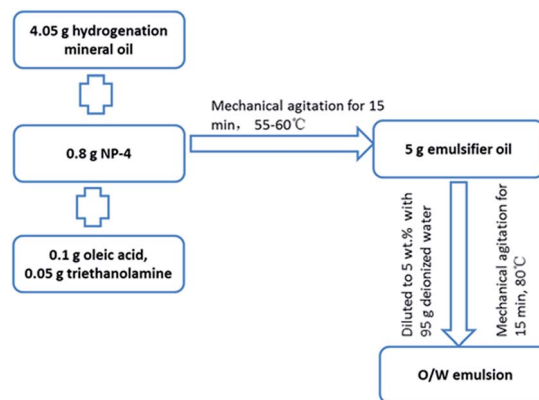 4.05 g hydrogenation
mineral oil
Mechanical agitation for 15
min， 55-60℃
0.8 g NP-4
5 g emulsifier oil
0.1 g oleic acid,
0.05 g triethanolamine
Diluted to 5 wt.% with
95 g deionized water
Mechanical agitation for
15 min, 80℃
O/W emulsion